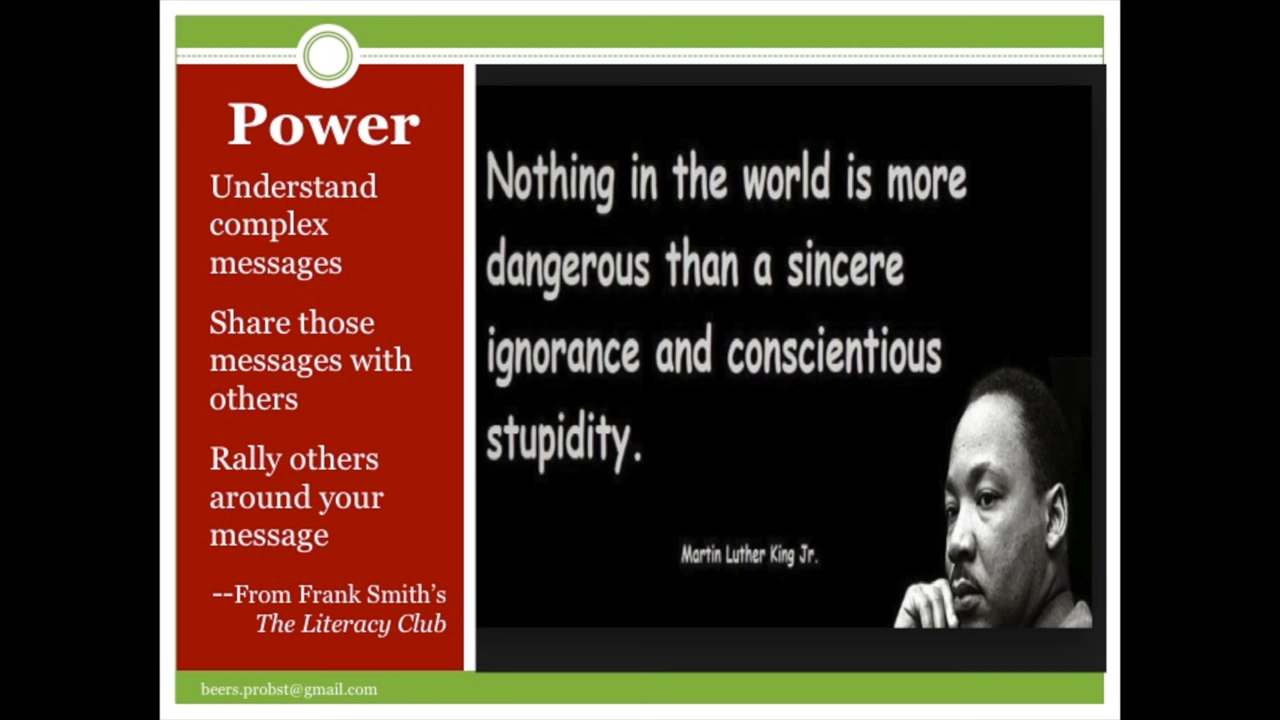 Power
Understand
complex
messages
Share those
messages with
others
Rally others
around your
message
--From Frank Smith's
The Literacy Club
Nothing in the world is more
dangerous than a sincere
ignorance and conscientious
stupidity.
Martin Luther King Jr.
beers.probst@gmail.com